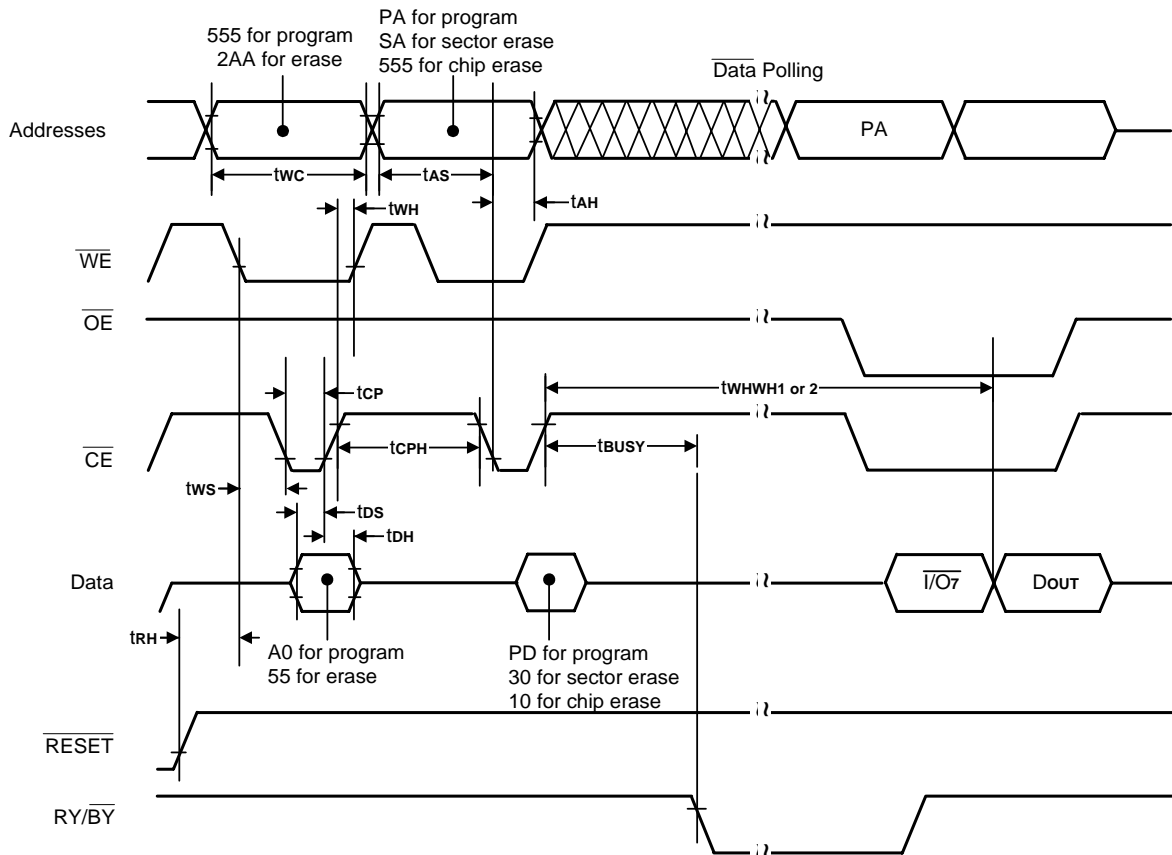 555 for program
2AA for erase
PA for program
SA for sector erase
555 for chip erase
Data Polling
Addresses
PA
tWC
tAS
tAH
tWH
WE
OE
tWHWH1 or 2
tCP
CE
tCPH
tBUSY
tWS
tDS
tDH
Data
I/O7
DOUT
tRH
A0 for program
55 for erase
PD for program
30 for sector erase
10 for chip erase
RESET
RY/BY